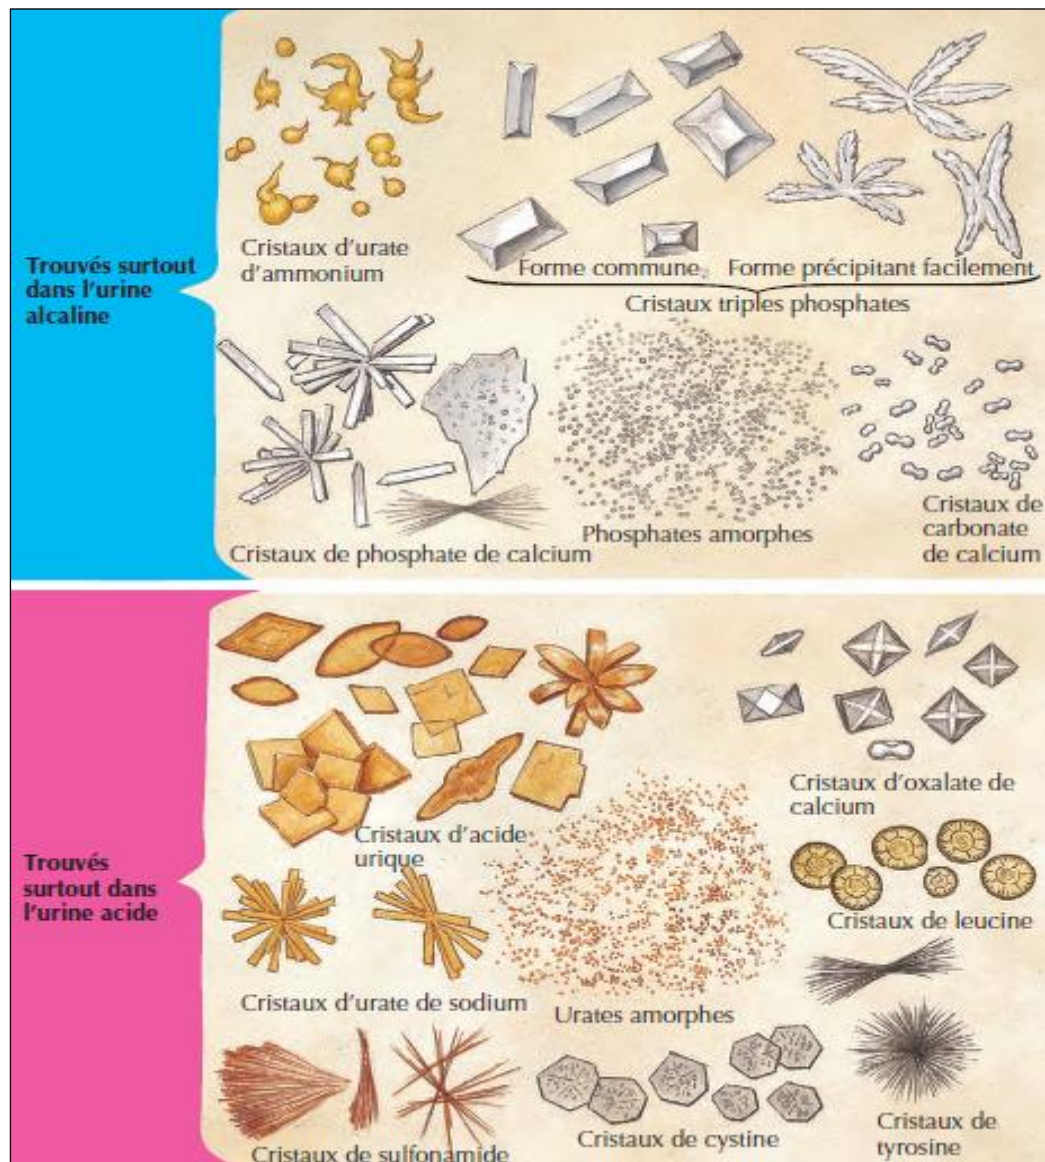 Trouvés surtout
dans l'urine
alcaline
Cristaux d'urate
d'ammonium
Forme commune
Forme précipitant facilement
Cristaux triples phosphates
Cristaux de phosphate de calcium
Phosphates amorphes
Cristaux de
carbonate
de calcium
Trouvés
surtout dans
l'urine acide
Cristaux d'acide
urique
Cristaux d'oxalate de
calcium
Cristaux de leucine
Cristaux d'urate de sodium
Urates amorphes
Cristaux de sulfonamide
Cristaux de cystine
Cristaux de
tyrosine